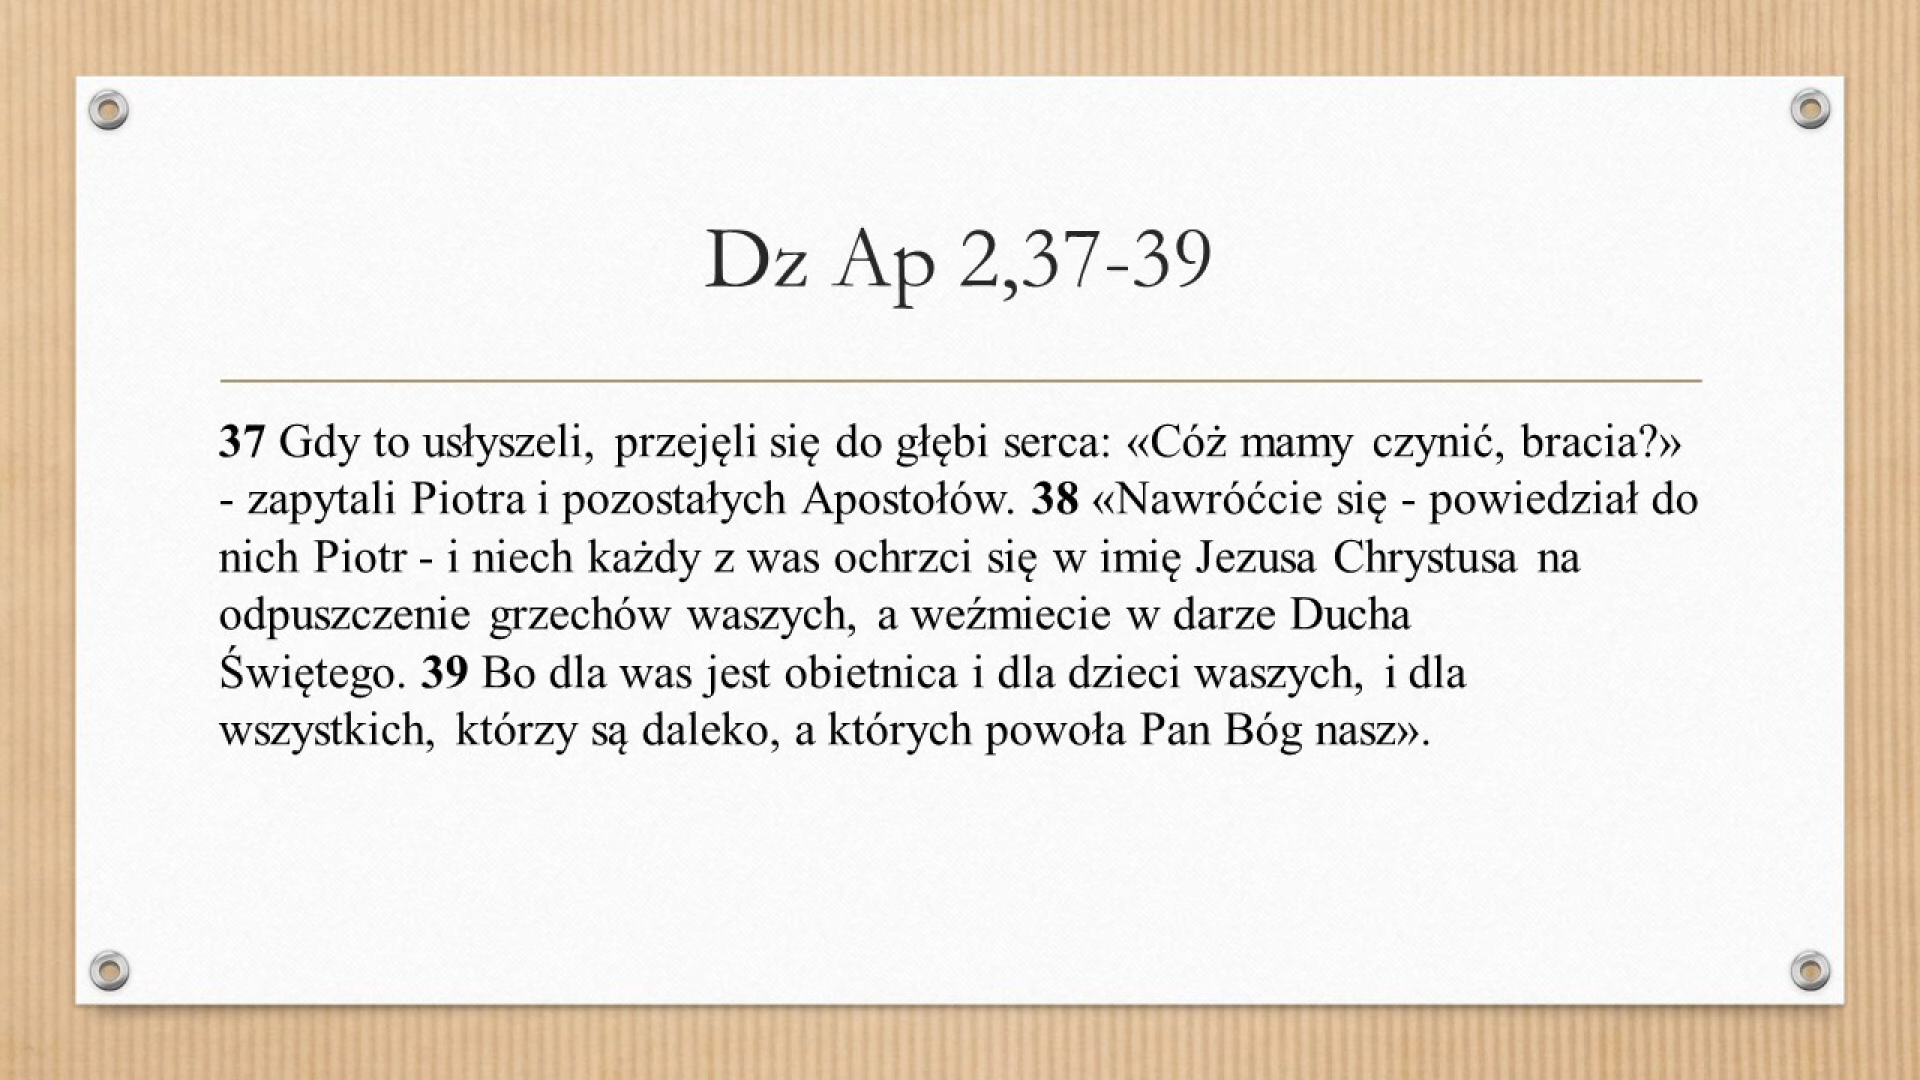 Dz Ap 2,37-39
37 Gdy to usłyszeli, przejęli się do głębi serca: «Cóż mamy czynić, bracia?»
- zapytali Piotra i pozostałych Apostołów. 38 «Nawróćcie się - powiedział do
nich Piotr - i niech każdy z was ochrzci się w imię Jezusa Chrystusa na
odpuszczenie grzechów waszych, a weźmiecie w darze Ducha
Świętego. 39 Bo dla was jest obietnica i dla dzieci waszych, i dla
wszystkich, którzy są daleko, a których powoła Pan Bóg nasz».